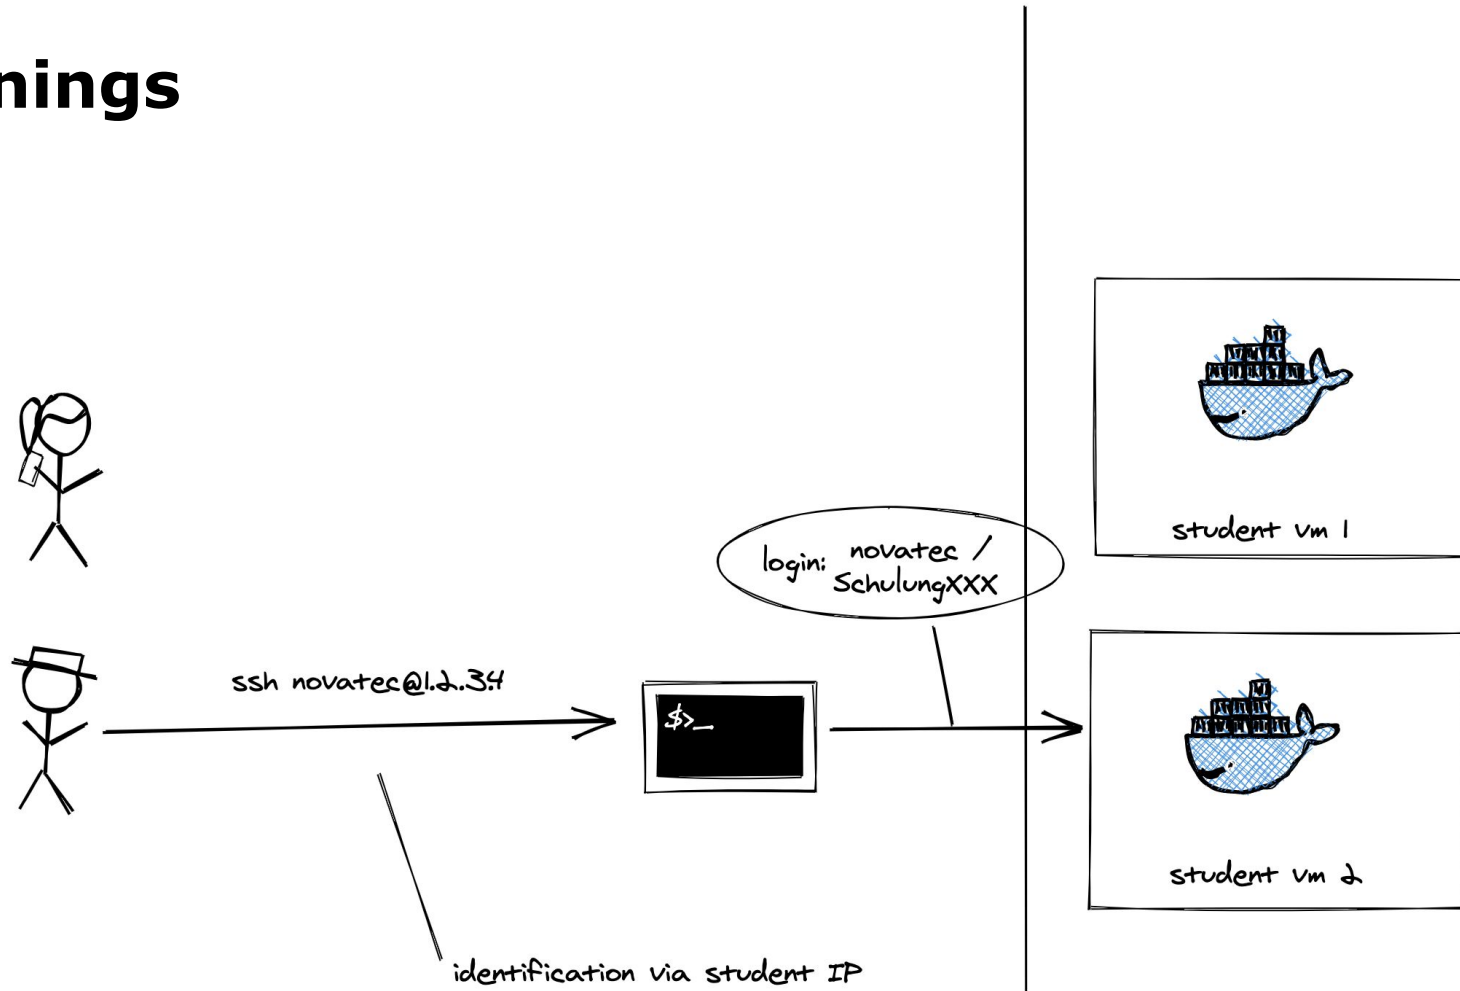 nings
student vm 1
login: novatec /
SchulungXXX
ssh novatec@1.2.3.4
$>_
student vm 2
identification via student IP